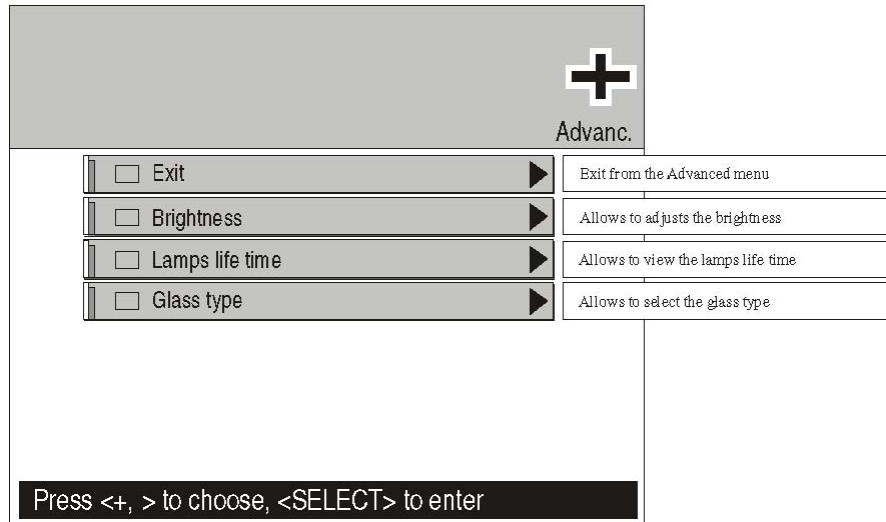 Advanc.
Exit
Exit from the Advanced menu
Brightness
Allows to adjusts the brightness
Lamps life time
Allows to view the lamps life time
Glass type
Allows to select the glass type
Press <+, > to choose, <SELECT> to enter